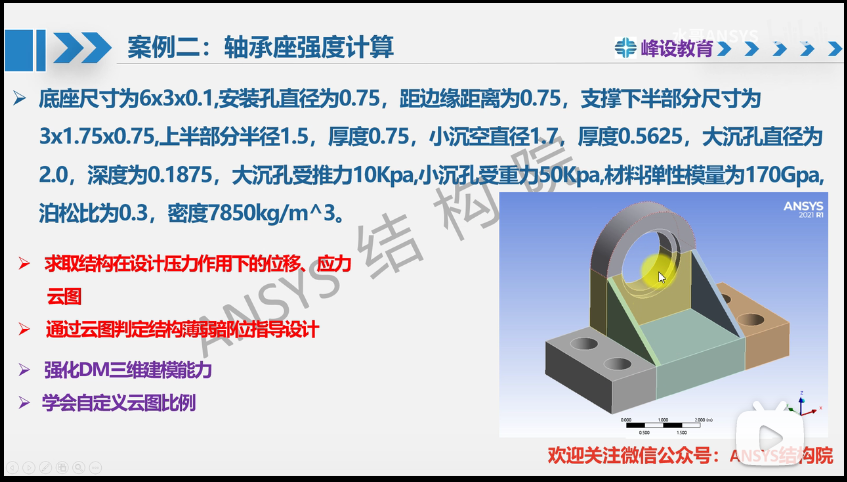 案例二：轴承座强度计算
峰设教育
底座尺寸为6x3x0.1,安装孔直径为0.75，距边缘距离为0.75，支撑下半部分尺寸为
3x1.75x0.75,上半部分半径1.5，厚度0.75，小沉空直径1.7，厚度0.5625，大沉孔直径为
2.0，深度为0.1875，大沉孔受推力10Kpa,小沉孔受重力50Kpa,材料弹性模量为170Gpa,
泊松比为0.3，密度7850kg/m^3。
求取结构在设计压力作用下的位移、应力
云图
通过云图判定结构薄弱部位指导设计
强化DM三维建模能力
学会自定义云图比例
ANSYS 结构院
ANSYS
2021 R1
0.000 1.000 2.000 (m)
0.500 1.500
Z
X
欢迎关注微信公众号：ANSYS结构院